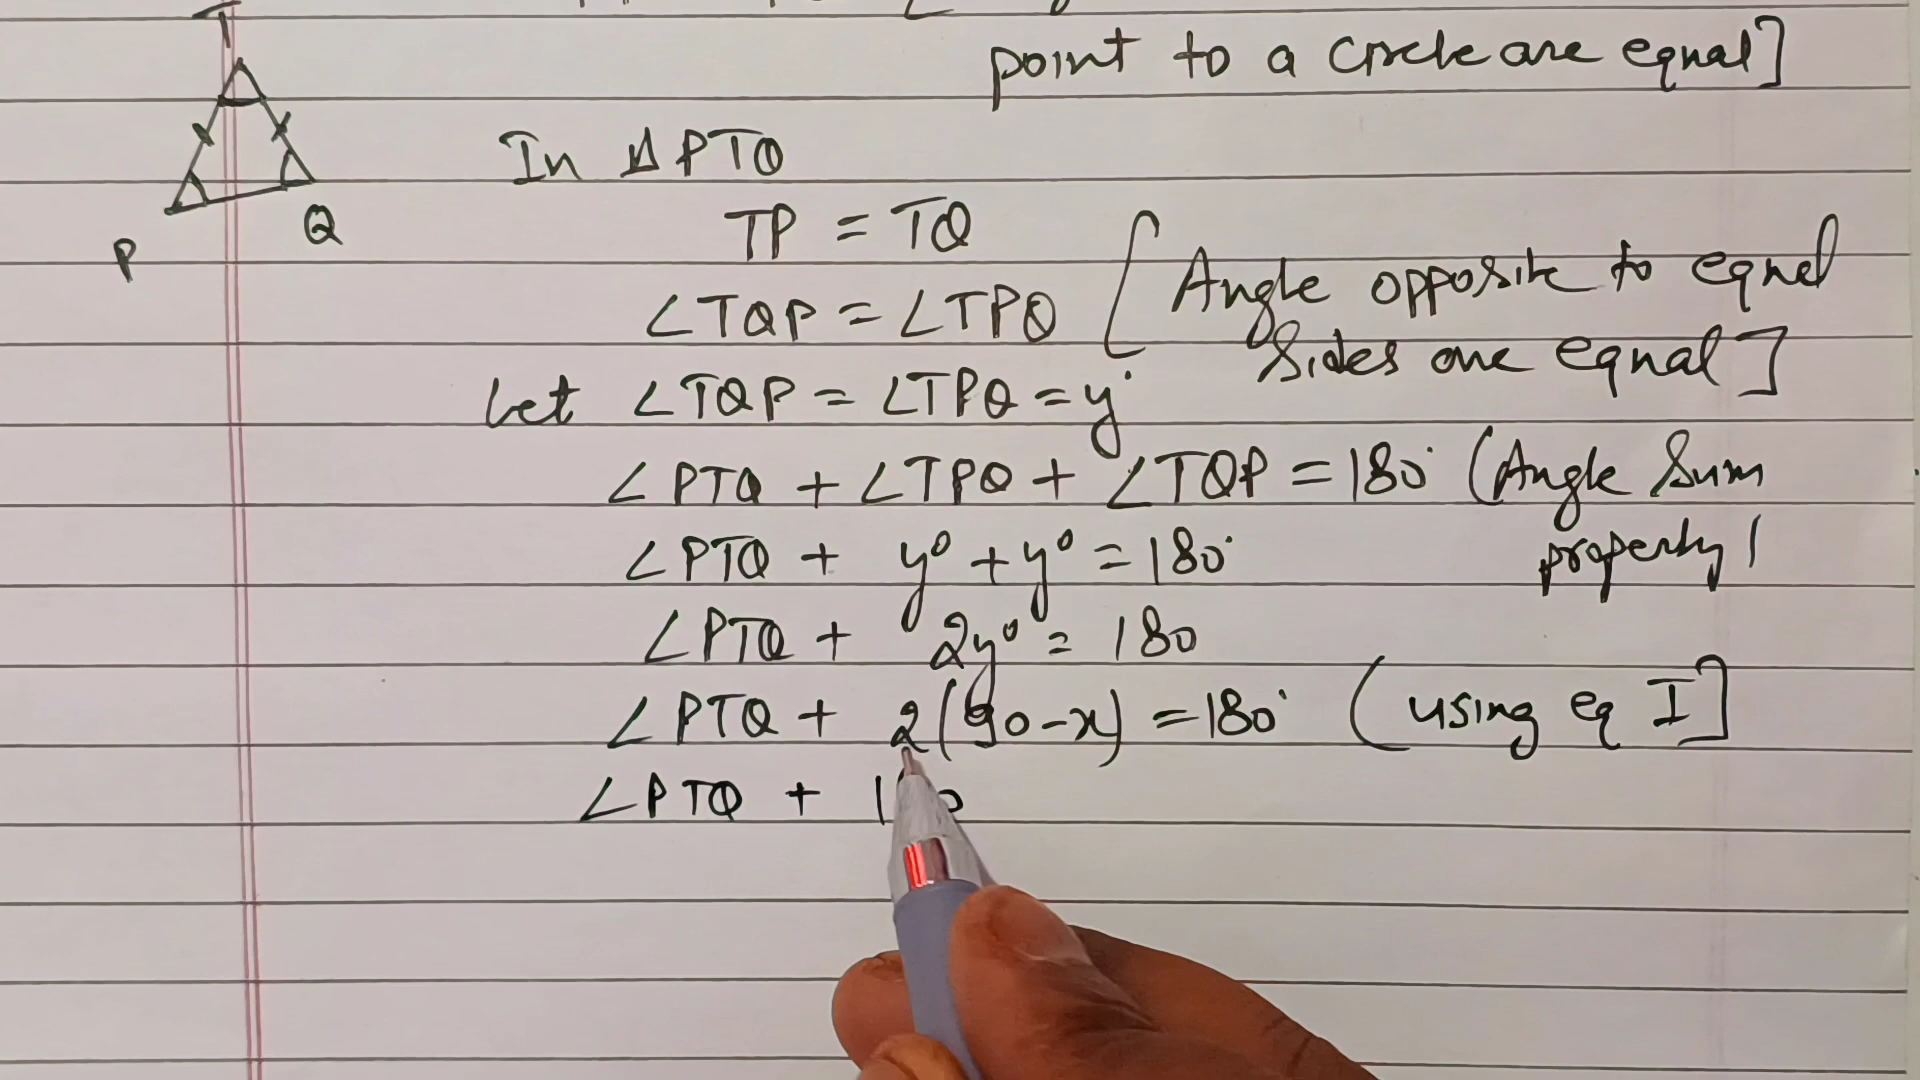 T
point to a circle are equal]
In Δ PTQ
TP = TQ
P
Q
∠TQP = ∠TPQ [Angle opposite to equal
sides are equal]
Let ∠TQP = ∠TPQ = y°
∠PTQ + ∠TPQ + ∠TQP = 180° (Angle Sum
property)
∠PTQ + y° + y° = 180°
∠PTQ + 2y° = 180
∠PTQ + 2(90-x) = 180° (using eq I]
∠PTQ +